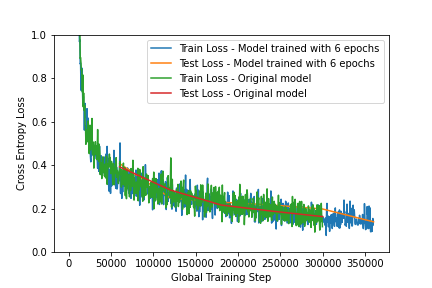 1.0
0.8
0.6
0.4
0.2
0.0
Cross Entropy Loss
Train Loss - Model trained with 6 epochs
Test Loss - Model trained with 6 epochs
Train Loss - Original model
Test Loss - Original model
0 50000 100000 150000 200000 250000 300000 350000
Global Training Step